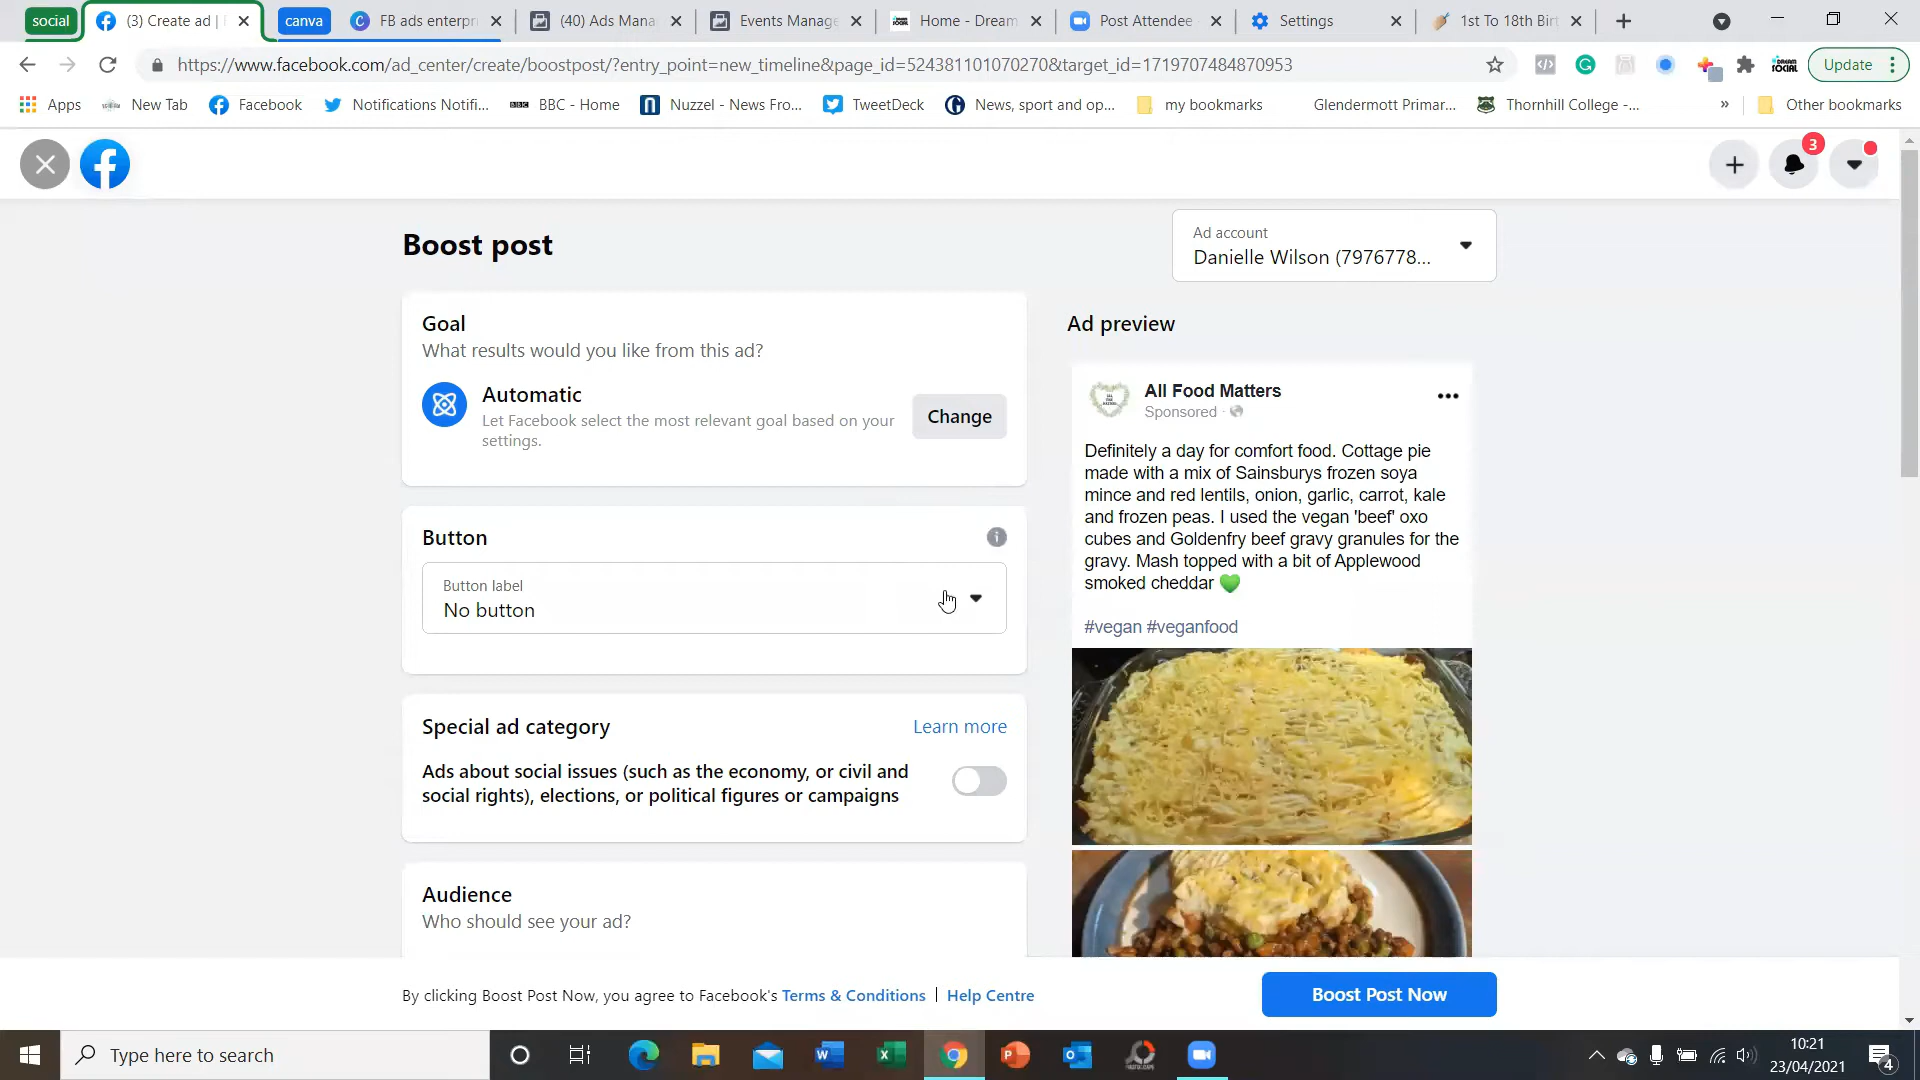 social
(3) Create ad |
canva
FB ads enterpri
(40) Ads Mana
Events Manage
Home - Dream
Post Attendee
Settings
1st To 18th Birt
https://www.facebook.com/ad_center/create/boostpost/?entry_point=new_timeline&page_id=524381101070270&target_id=1719707484870953
Update
Apps
New Tab
Facebook
Notifications Notifi...
BBC - Home
Nuzzel - News Fro...
TweetDeck
News, sport and op...
my bookmarks
Glendermott Primar...
Thornhill College -...
»
Other bookmarks
3
Boost post
Ad account
Danielle Wilson (7976778...
Goal
What results would you like from this ad?
Automatic
Let Facebook select the most relevant goal based on your
settings.
Change
Button
Button label
No button
Special ad category
Learn more
Ads about social issues (such as the economy, or civil and
social rights), elections, or political figures or campaigns
Audience
Who should see your ad?
Ad preview
All Food Matters
Sponsored ·
Definitely a day for comfort food. Cottage pie
made with a mix of Sainsburys frozen soya
mince and red lentils, onion, garlic, carrot, kale
and frozen peas. I used the vegan 'beef' oxo
cubes and Goldenfry beef gravy granules for the
gravy. Mash topped with a bit of Applewood
smoked cheddar 💚
#vegan #veganfood
By clicking Boost Post Now, you agree to Facebook's Terms & Conditions | Help Centre
Boost Post Now
Type here to search
10:21
23/04/2021
4